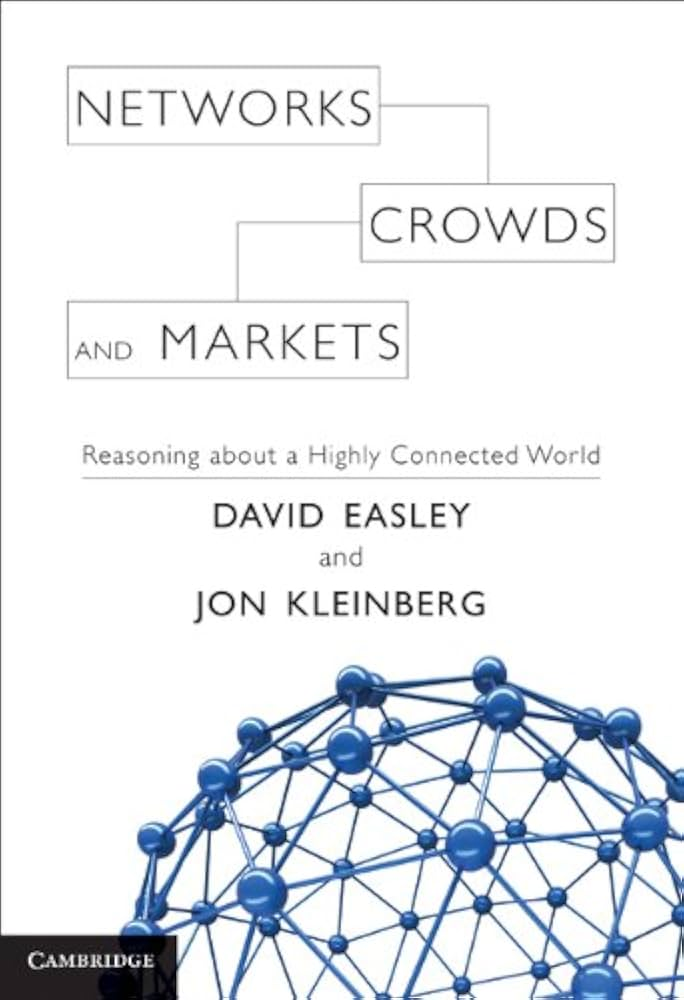 NETWORKS
CROWDS
AND MARKETS
Reasoning about a Highly Connected World
DAVID EASLEY
and
JON KLEINBERG
CAMBRIDGE